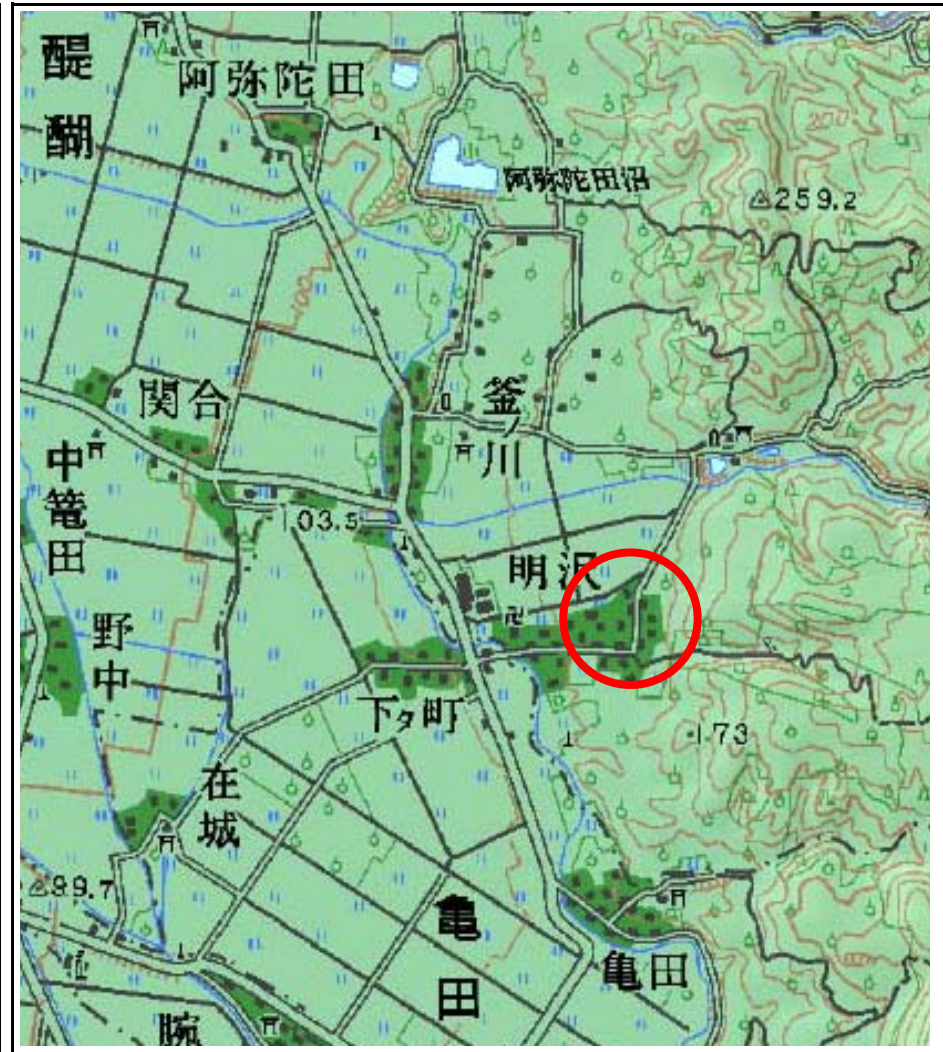 醍醐
阿弥陀田
阿弥陀田沼
259.2
関合
釜ノ川
中篭田
103.5
明沢
野中
下タ町
173
在城
99.7
亀田
亀田
腕